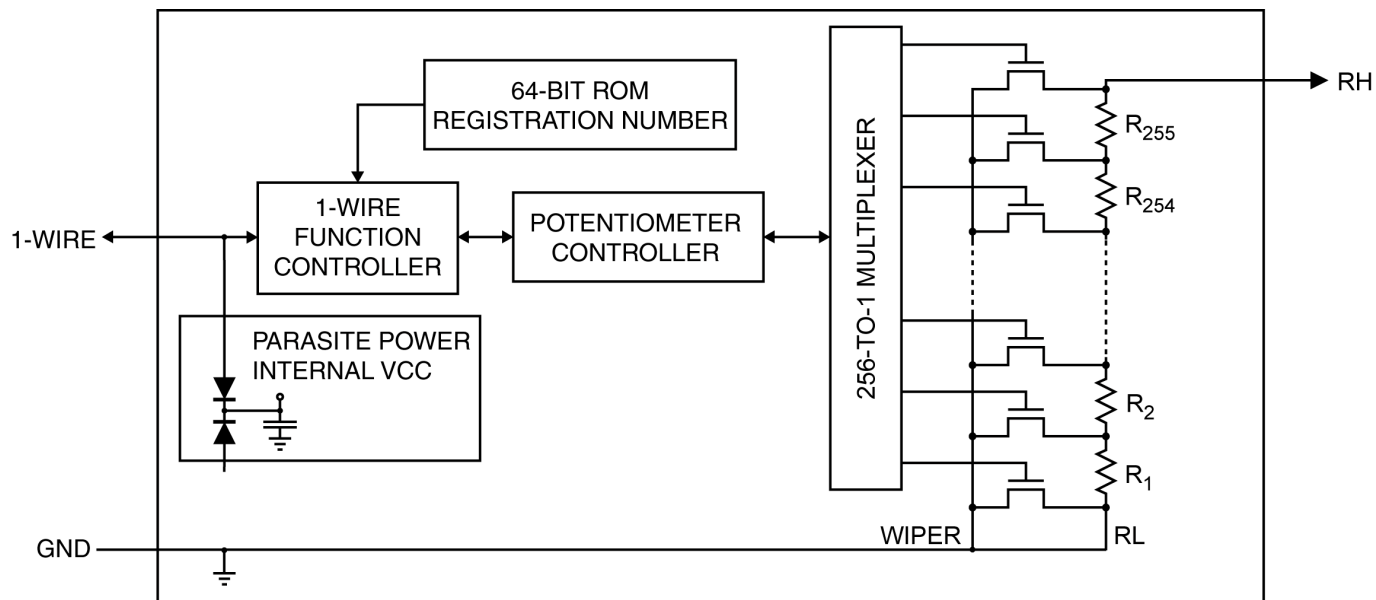 64-BIT ROM
REGISTRATION NUMBER
RH
R255
R254
1-WIRE
1-WIRE
FUNCTION
CONTROLLER
POTENTIOMETER
CONTROLLER
256-TO-1 MULTIPLEXER
PARASITE POWER
INTERNAL VCC
R2
R1
WIPER
RL
GND